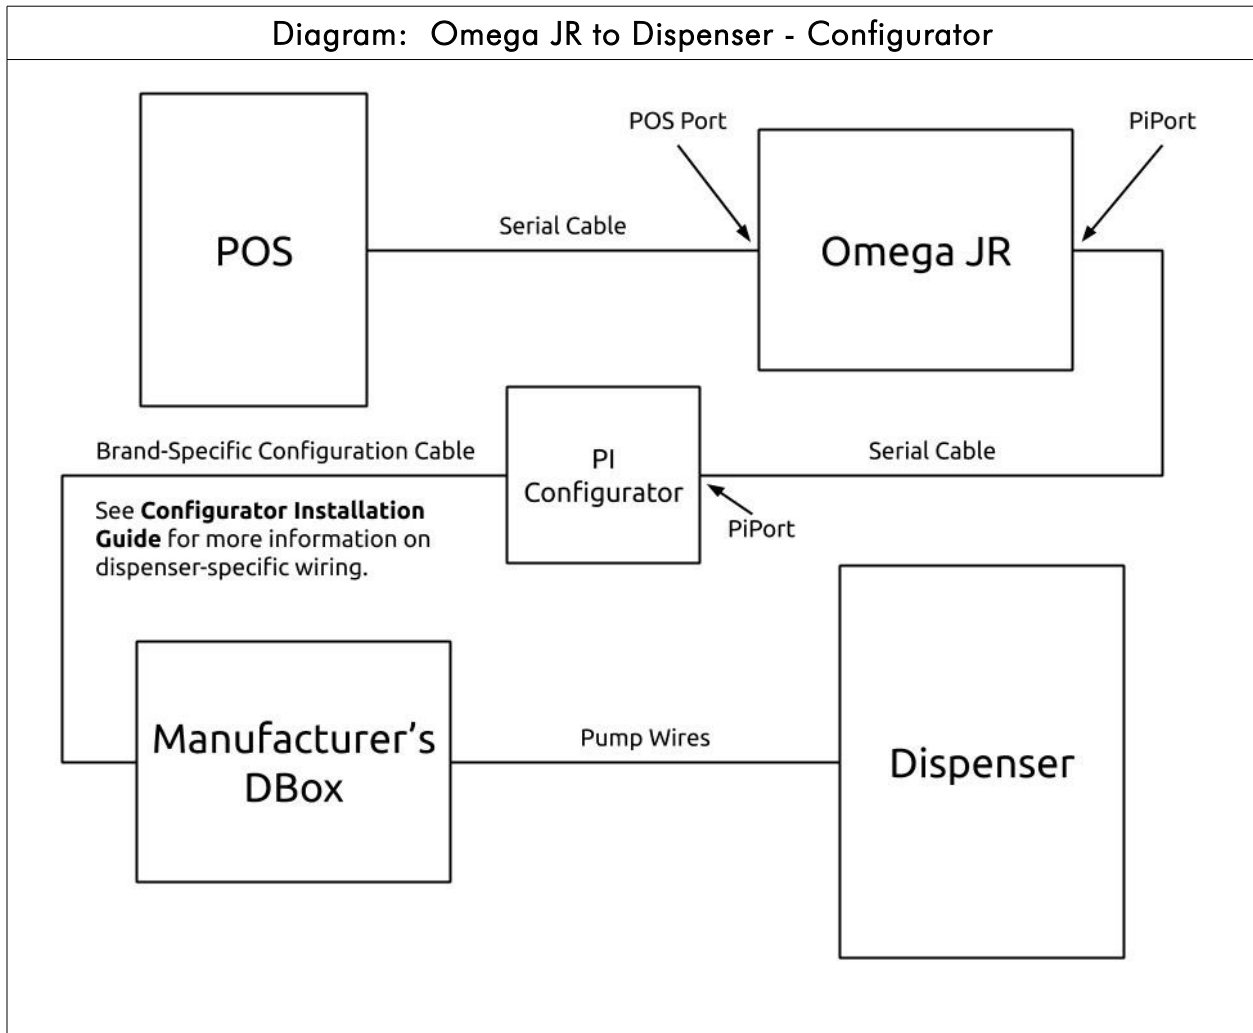 Diagram:  Omega JR to Dispenser - Configurator
POS Port
PiPort
Serial Cable
POS
Omega JR
Brand-Specific Configuration Cable
PI
Configurator
Serial Cable
See Configurator Installation
Guide for more information on
dispenser-specific wiring.
PiPort
Manufacturer's
DBox
Pump Wires
Dispenser